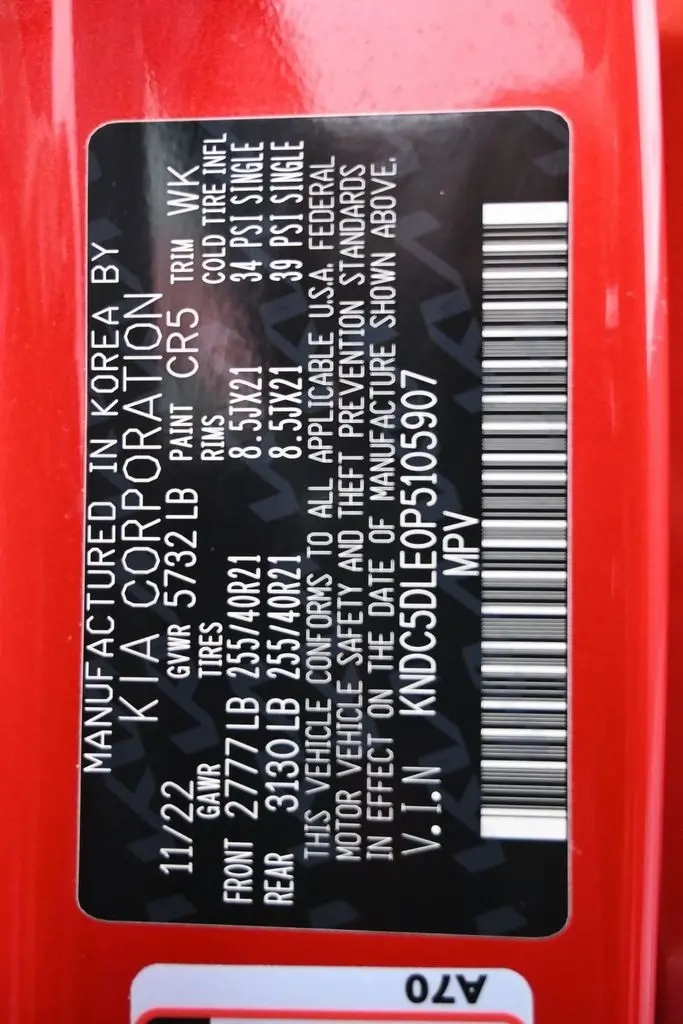 MANUFACTURED IN KOREA BY
KIA CORPORATION
11/22 GVWR 5732 LB PAINT CR5 TRIM WK
GAWR TIRES RIMS COLD TIRE INFL
FRONT 2777 LB 255/40R21 8.5JX21 34 PSI SINGLE
REAR 3130 LB 255/40R21 8.5JX21 39 PSI SINGLE
THIS VEHICLE CONFORMS TO ALL APPLICABLE U.S.A. FEDERAL
MOTOR VEHICLE SAFETY AND THEFT PREVENTION STANDARDS
IN EFFECT ON THE DATE OF MANUFACTURE SHOWN ABOVE.
V.I.N KNDC5DLE0P5105907
MPV
A70